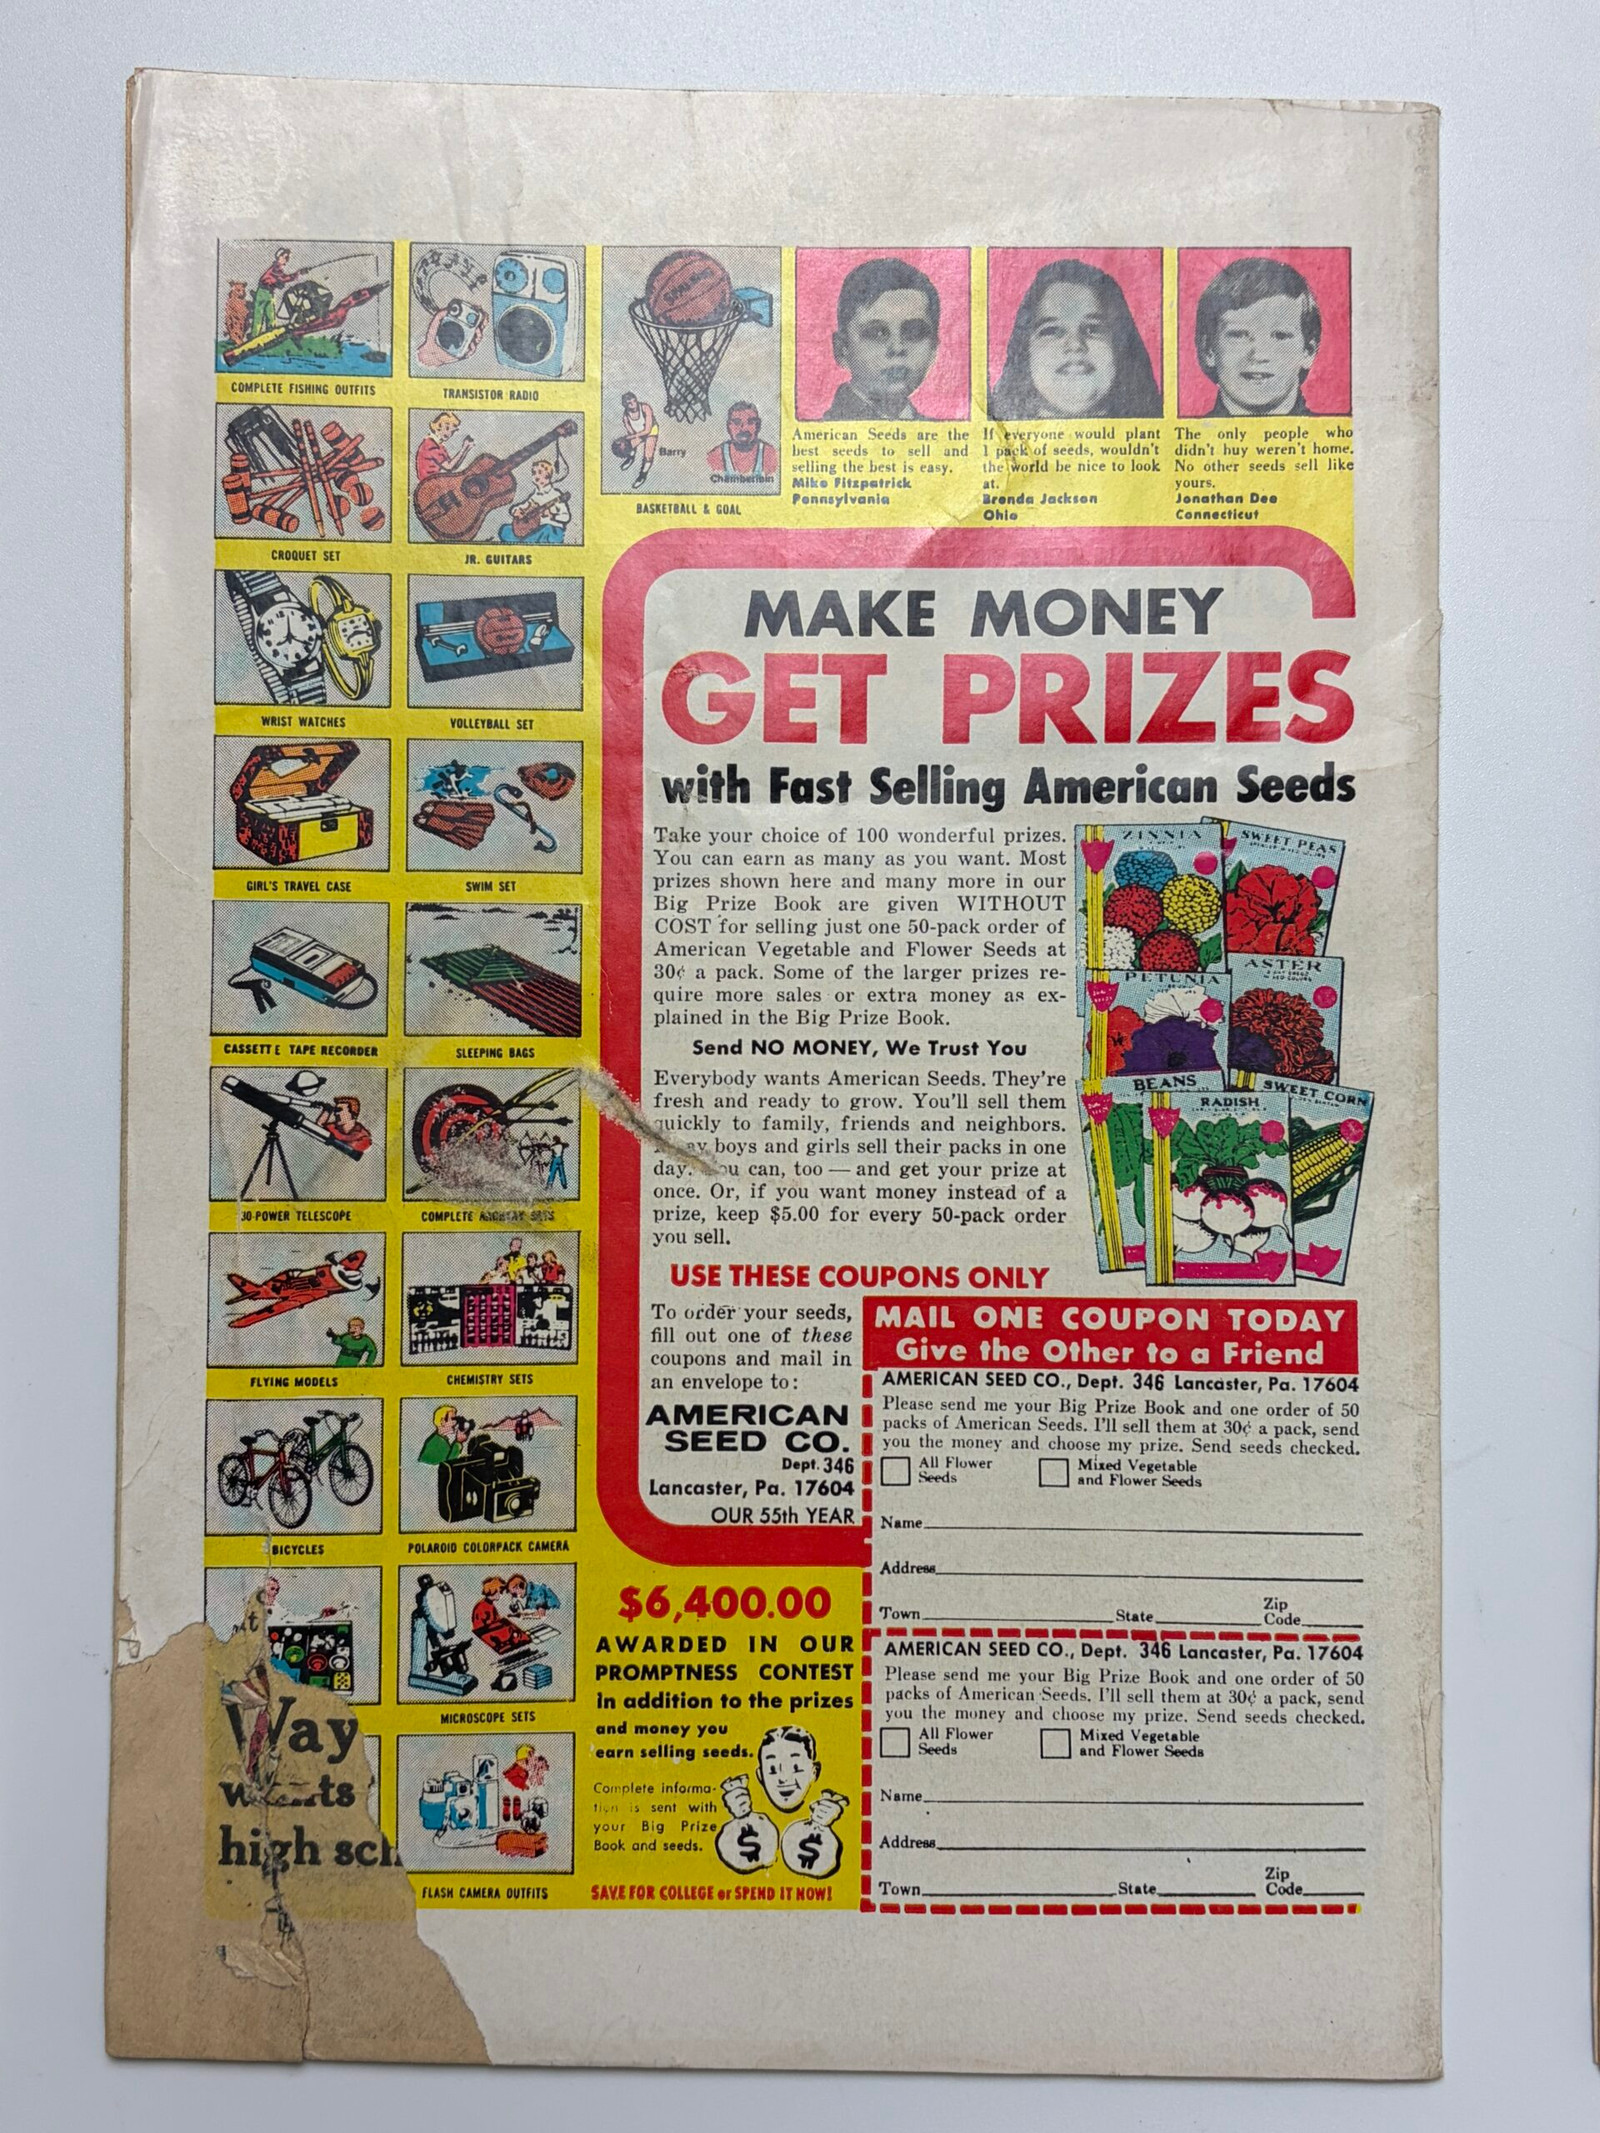 COMPLETE FISHING OUTFITS
TRANSISTOR RADIO
CROQUET SET
JR. GUITARS
WRIST WATCHES
VOLLEYBALL SET
GIRL'S TRAVEL CASE
SWIM SET
CASSETTE TAPE RECORDER
SLEEPING BAGS
30-POWER TELESCOPE
COMPLETE ARCHERY SETS
FLYING MODELS
CHEMISTRY SETS
BICYCLES
POLAROID COLORPACK CAMERA
MICROSCOPE SETS
FLASH CAMERA OUTFITS
Way
high sch
SPALDING
Barry
Chamberlain
BASKETBALL & GOAL
American Seeds are the
best seeds to sell and
selling the best is easy.
Mike Fitzpatrick
Pennsylvania
If everyone would plant
1 pack of seeds, wouldn't
the world be nice to look
at.
Brenda Jackson
Ohio
The only people who
didn't buy weren't home.
No other seeds sell like
yours.
Jonathan Dee
Connecticut
MAKE MONEY
GET PRIZES
with Fast Selling American Seeds
Take your choice of 100 wonderful prizes.
You can earn as many as you want. Most
prizes shown here and many more in our
Big Prize Book are given WITHOUT
COST for selling just one 50-pack order of
American Vegetable and Flower Seeds at
30¢ a pack. Some of the larger prizes re-
quire more sales or extra money as ex-
plained in the Big Prize Book.
Send NO MONEY, We Trust You
Everybody wants American Seeds. They're
fresh and ready to grow. You'll sell them
quickly to family, friends and neighbors.
boys and girls sell their packs in one
day. You can, too — and get your prize at
once. Or, if you want money instead of a
prize, keep $5.00 for every 50-pack order
you sell.
ZINNIA
SWEET PEAS
PETUNIA
ASTER
BEANS
RADISH
SWEET CORN
USE THESE COUPONS ONLY
To order your seeds,
fill out one of these
coupons and mail in
an envelope to:
AMERICAN
SEED CO.
Dept. 346
Lancaster, Pa. 17604
OUR 55th YEAR
$6,400.00
AWARDED IN OUR
PROMPTNESS CONTEST
in addition to the prizes
and money you
earn selling seeds.
Complete informa-
tion is sent with
your Big Prize
Book and seeds.
$ $
SAVE FOR COLLEGE or SPEND IT NOW!
MAIL ONE COUPON TODAY
Give the Other to a Friend
AMERICAN SEED CO., Dept. 346 Lancaster, Pa. 17604
Please send me your Big Prize Book and one order of 50
packs of American Seeds. I'll sell them at 30¢ a pack, send
you the money and choose my prize. Send seeds checked.
All Flower Seeds
Mixed Vegetable and Flower Seeds
Name
Address
Town State Zip Code
AMERICAN SEED CO., Dept. 346 Lancaster, Pa. 17604
Please send me your Big Prize Book and one order of 50
packs of American Seeds. I'll sell them at 30¢ a pack, send
you the money and choose my prize. Send seeds checked.
All Flower Seeds
Mixed Vegetable and Flower Seeds
Name
Address
Town State Zip Code